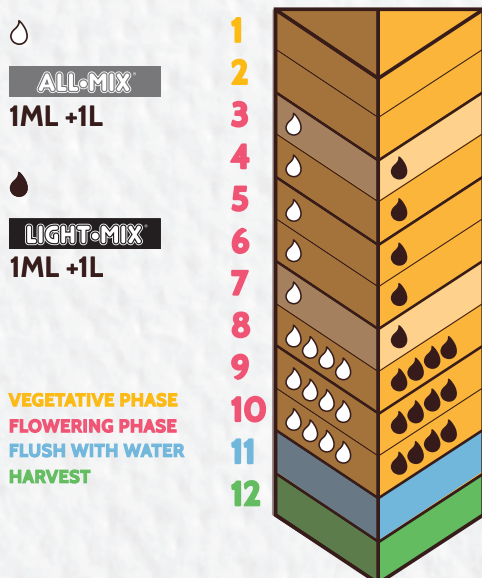 ALL•MIX®
1ML +1L
LIGHT•MIX®
1ML +1L
VEGETATIVE PHASE
FLOWERING PHASE
FLUSH WITH WATER
HARVEST
1
2
3
4
5
6
7
8
9
10
11
12